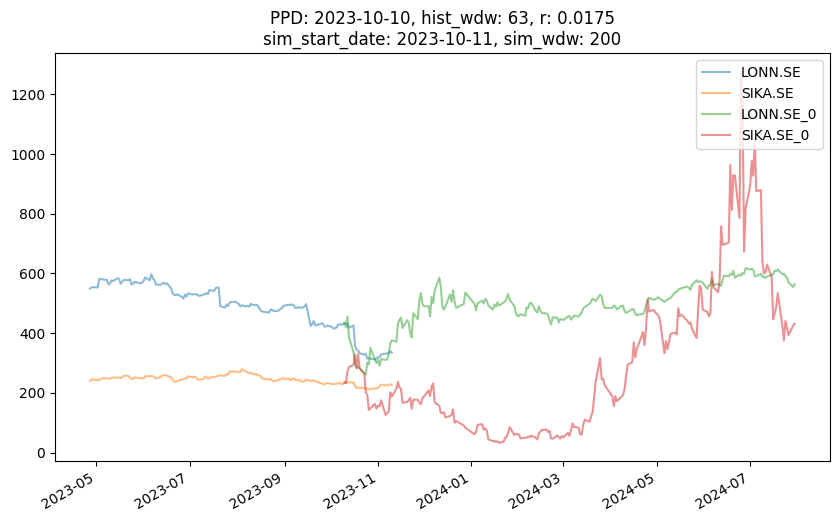 PPD: 2023-10-10, hist_wdw: 63, r: 0.0175
sim_start_date: 2023-10-11, sim_wdw: 200
LONN.SE
SIKA.SE
LONN.SE_0
SIKA.SE_0
1200
1000
800
600
400
200
0
2023-05
2023-07
2023-09
2023-11
2024-01
2024-03
2024-05
2024-07